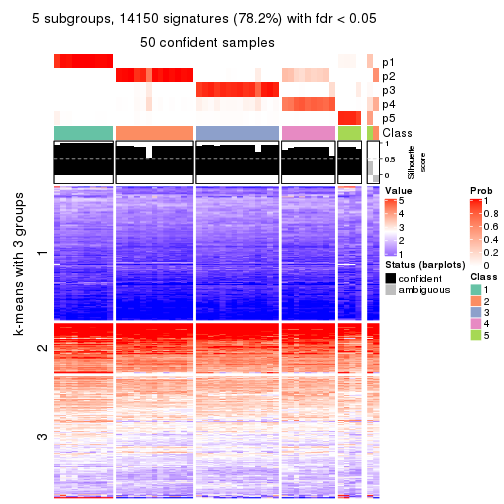 5 subgroups, 14150 signatures (78.2%) with fdr < 0.05
50 confident samples
p1
p2
p3
p4
p5
Class
1
0.5
0
Silhouette
score
k-means with 3 groups
1
2
3
Value
5
4
3
2
1
Status (barplots)
confident
ambiguous
Prob
1
0.8
0.6
0.4
0.2
0
Class
1
2
3
4
5